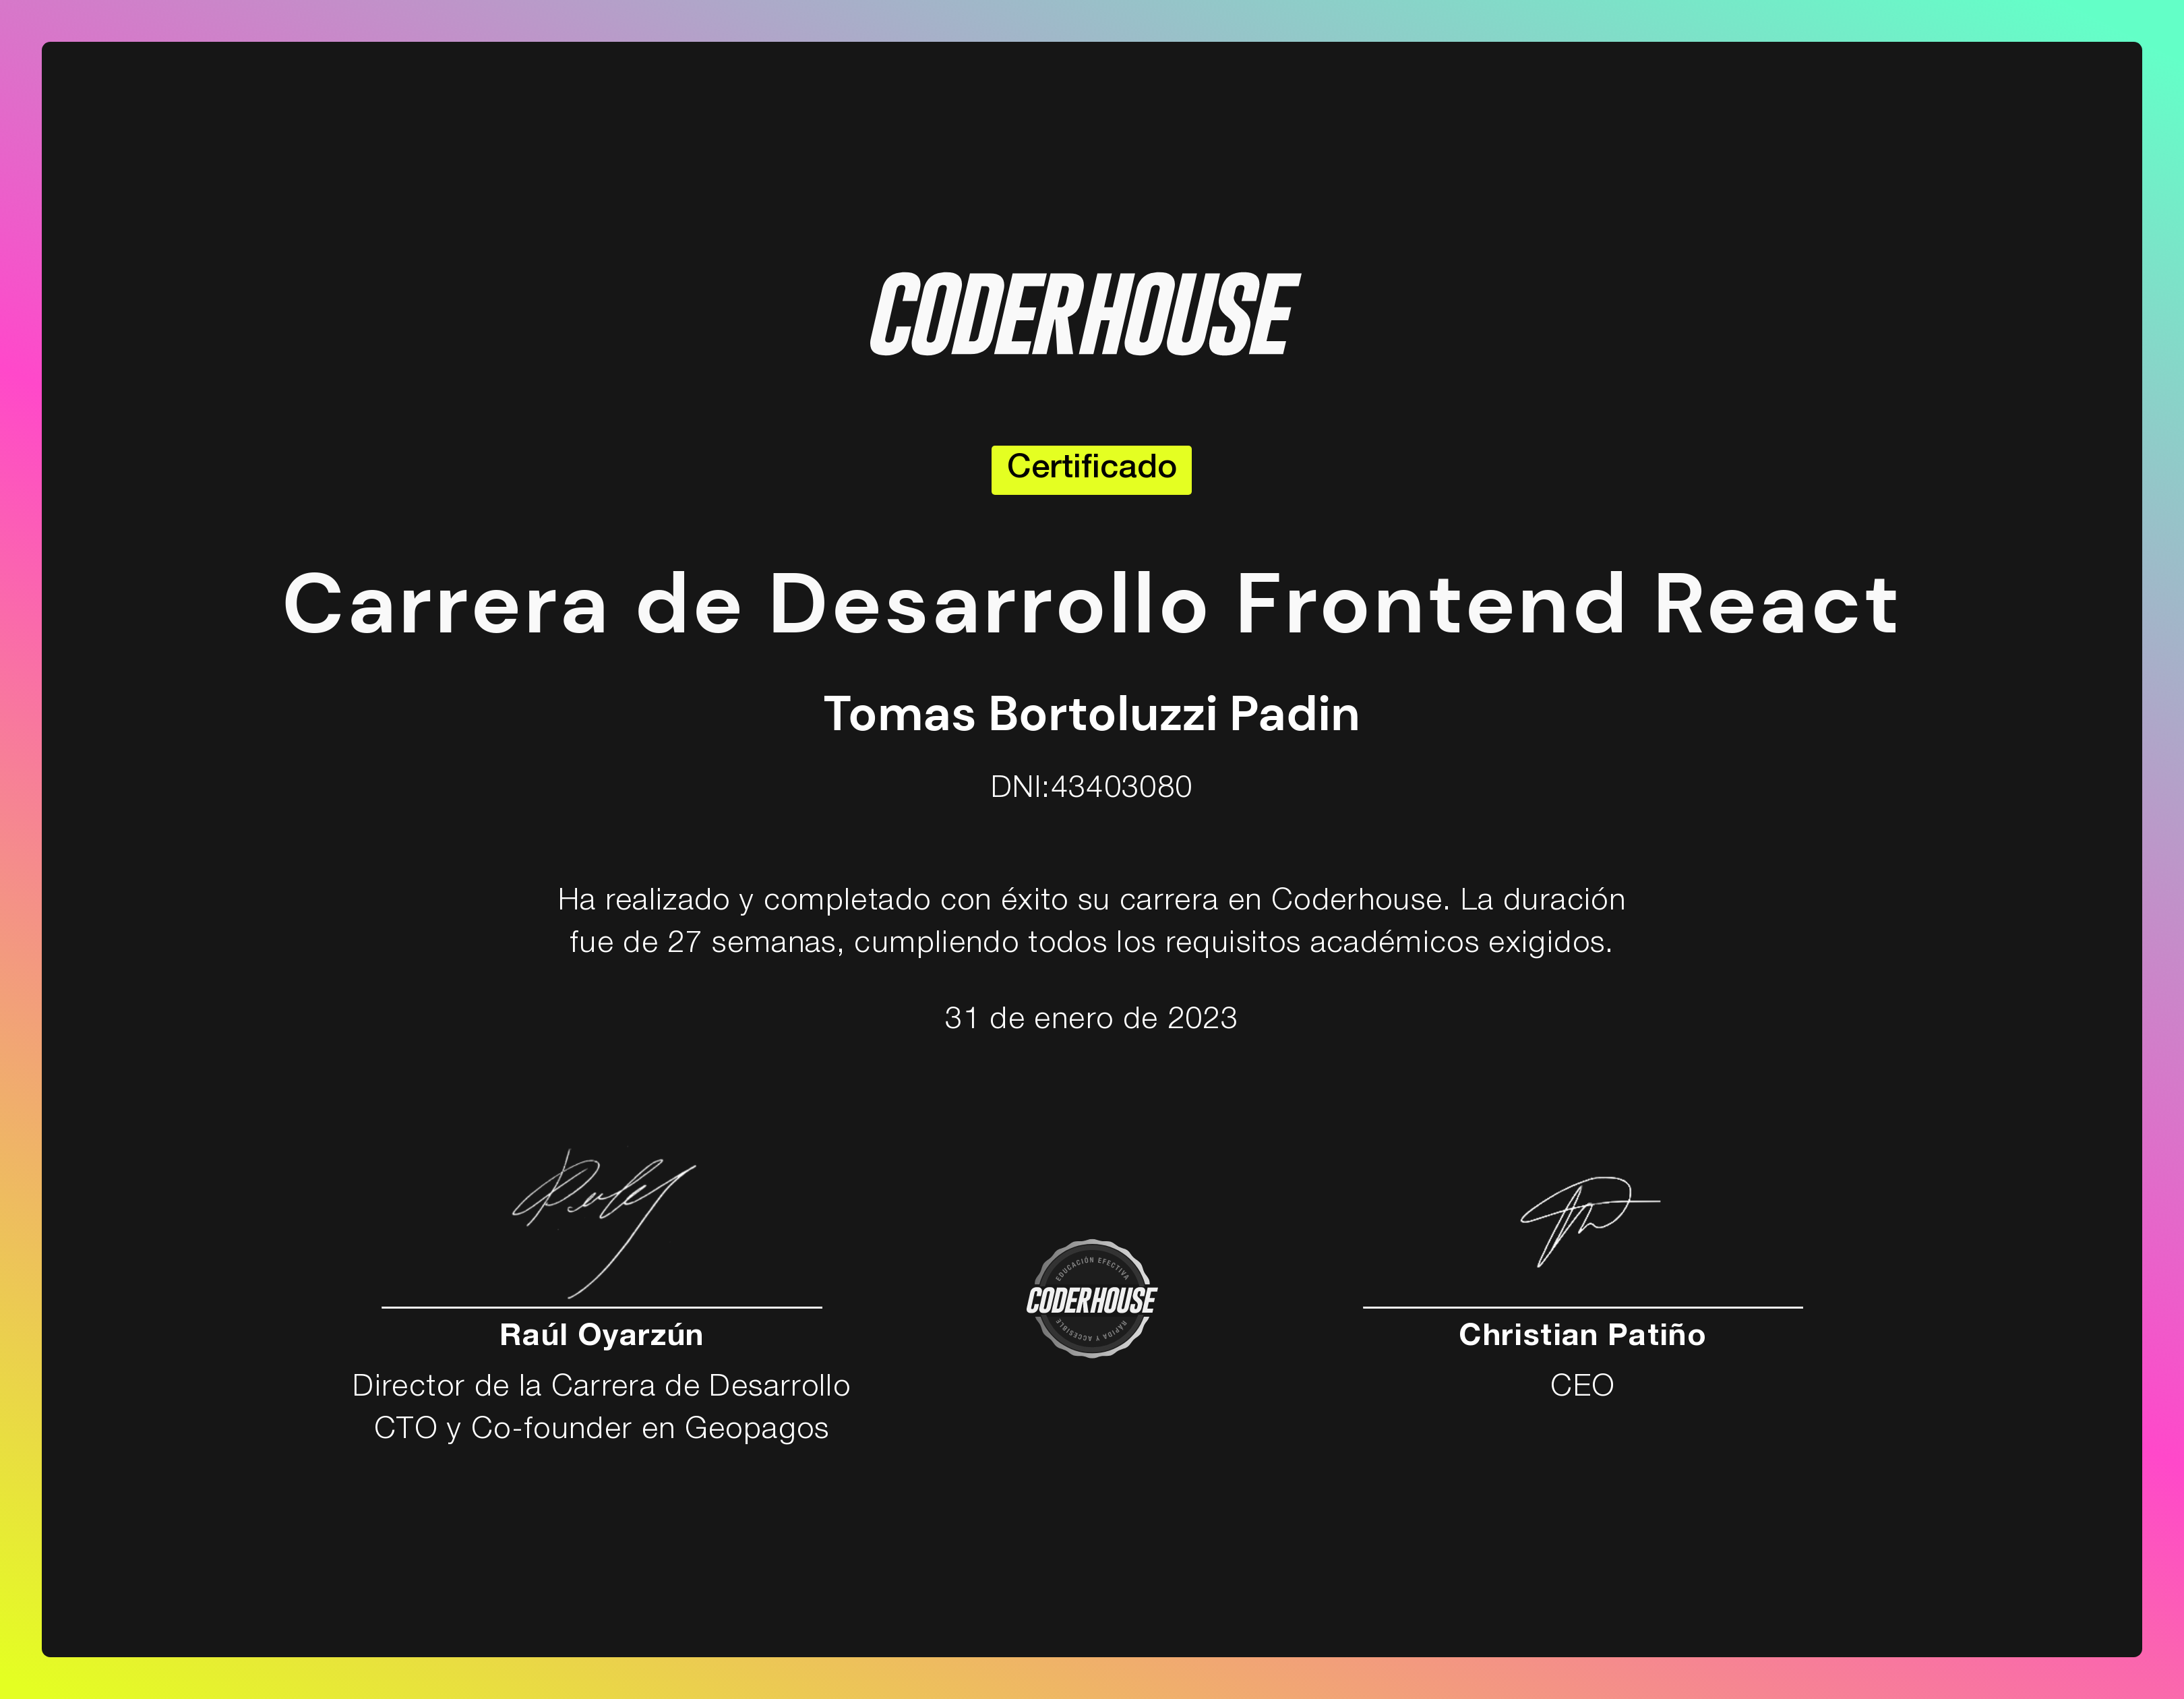 CODERHOUSE
Certificado
Carrera de Desarrollo Frontend React
Tomas Bortoluzzi Padin
DNI:43403080
Ha realizado y completado con éxito su carrera en Coderhouse. La duración
fue de 27 semanas, cumpliendo todos los requisitos académicos exigidos.
31 de enero de 2023
Raúl Oyarzún
Director de la Carrera de Desarrollo
CTO y Co-founder en Geopagos
EDUCACIÓN EFECTIVA
CODERHOUSE
RÁPIDA Y ACCESIBLE
Christian Patiño
CEO